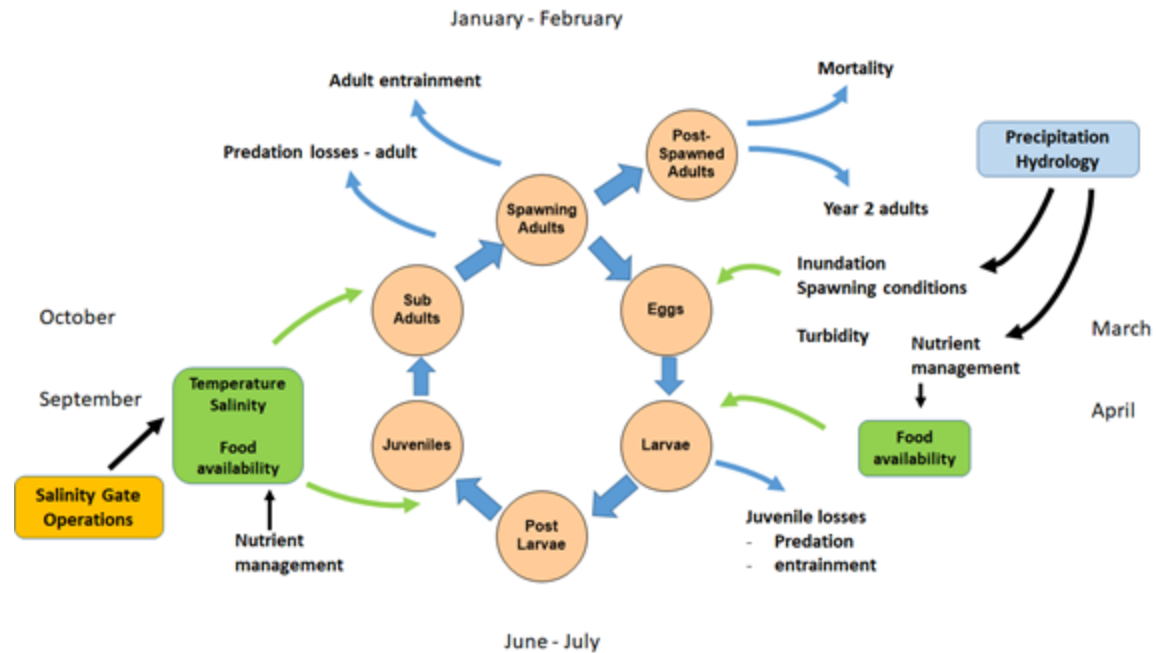 January - February
Adult entrainment
Mortality
Predation losses - adult
Post-
Spawned
Adults
Precipitation
Hydrology
Spawning
Adults
Year 2 adults
Inundation
Spawning conditions
Sub
Adults
Eggs
October
Turbidity
March
Nutrient
management
Temperature
Salinity
September
April
Food
availability
Juveniles
Larvae
Food
availability
Salinity Gate
Operations
Post
Larvae
Juvenile losses
- Predation
- entrainment
Nutrient
management
June - July